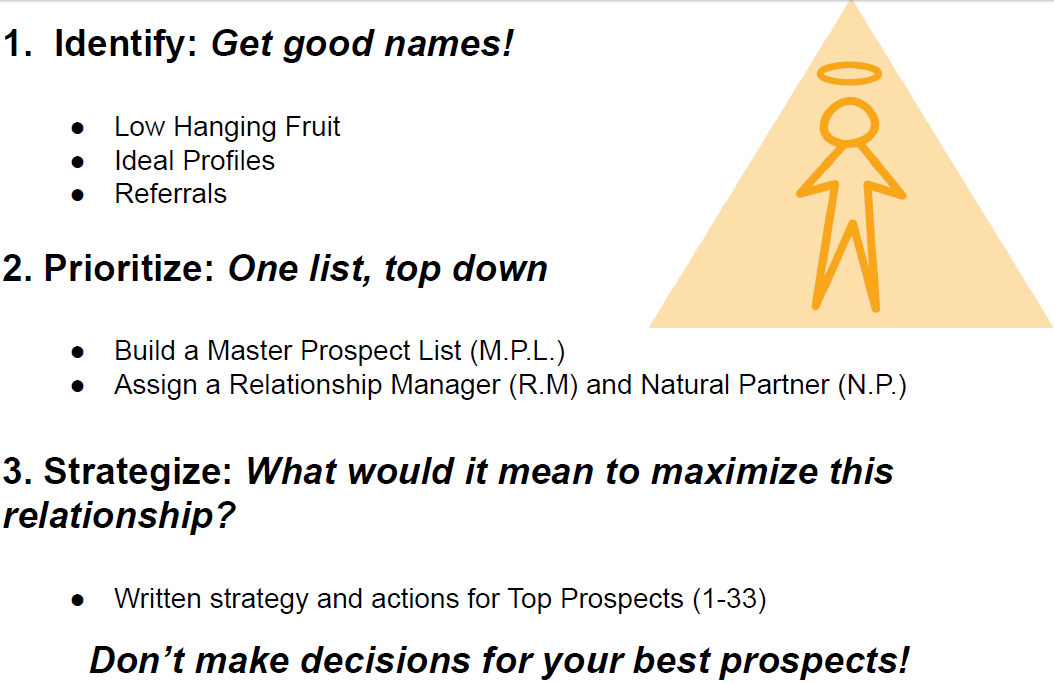 1. Identify: Get good names!
● Low Hanging Fruit
● Ideal Profiles
● Referrals
2. Prioritize: One list, top down
● Build a Master Prospect List (M.P.L.)
● Assign a Relationship Manager (R.M) and Natural Partner (N.P.)
3. Strategize: What would it mean to maximize this
relationship?
● Written strategy and actions for Top Prospects (1-33)
Don’t make decisions for your best prospects!